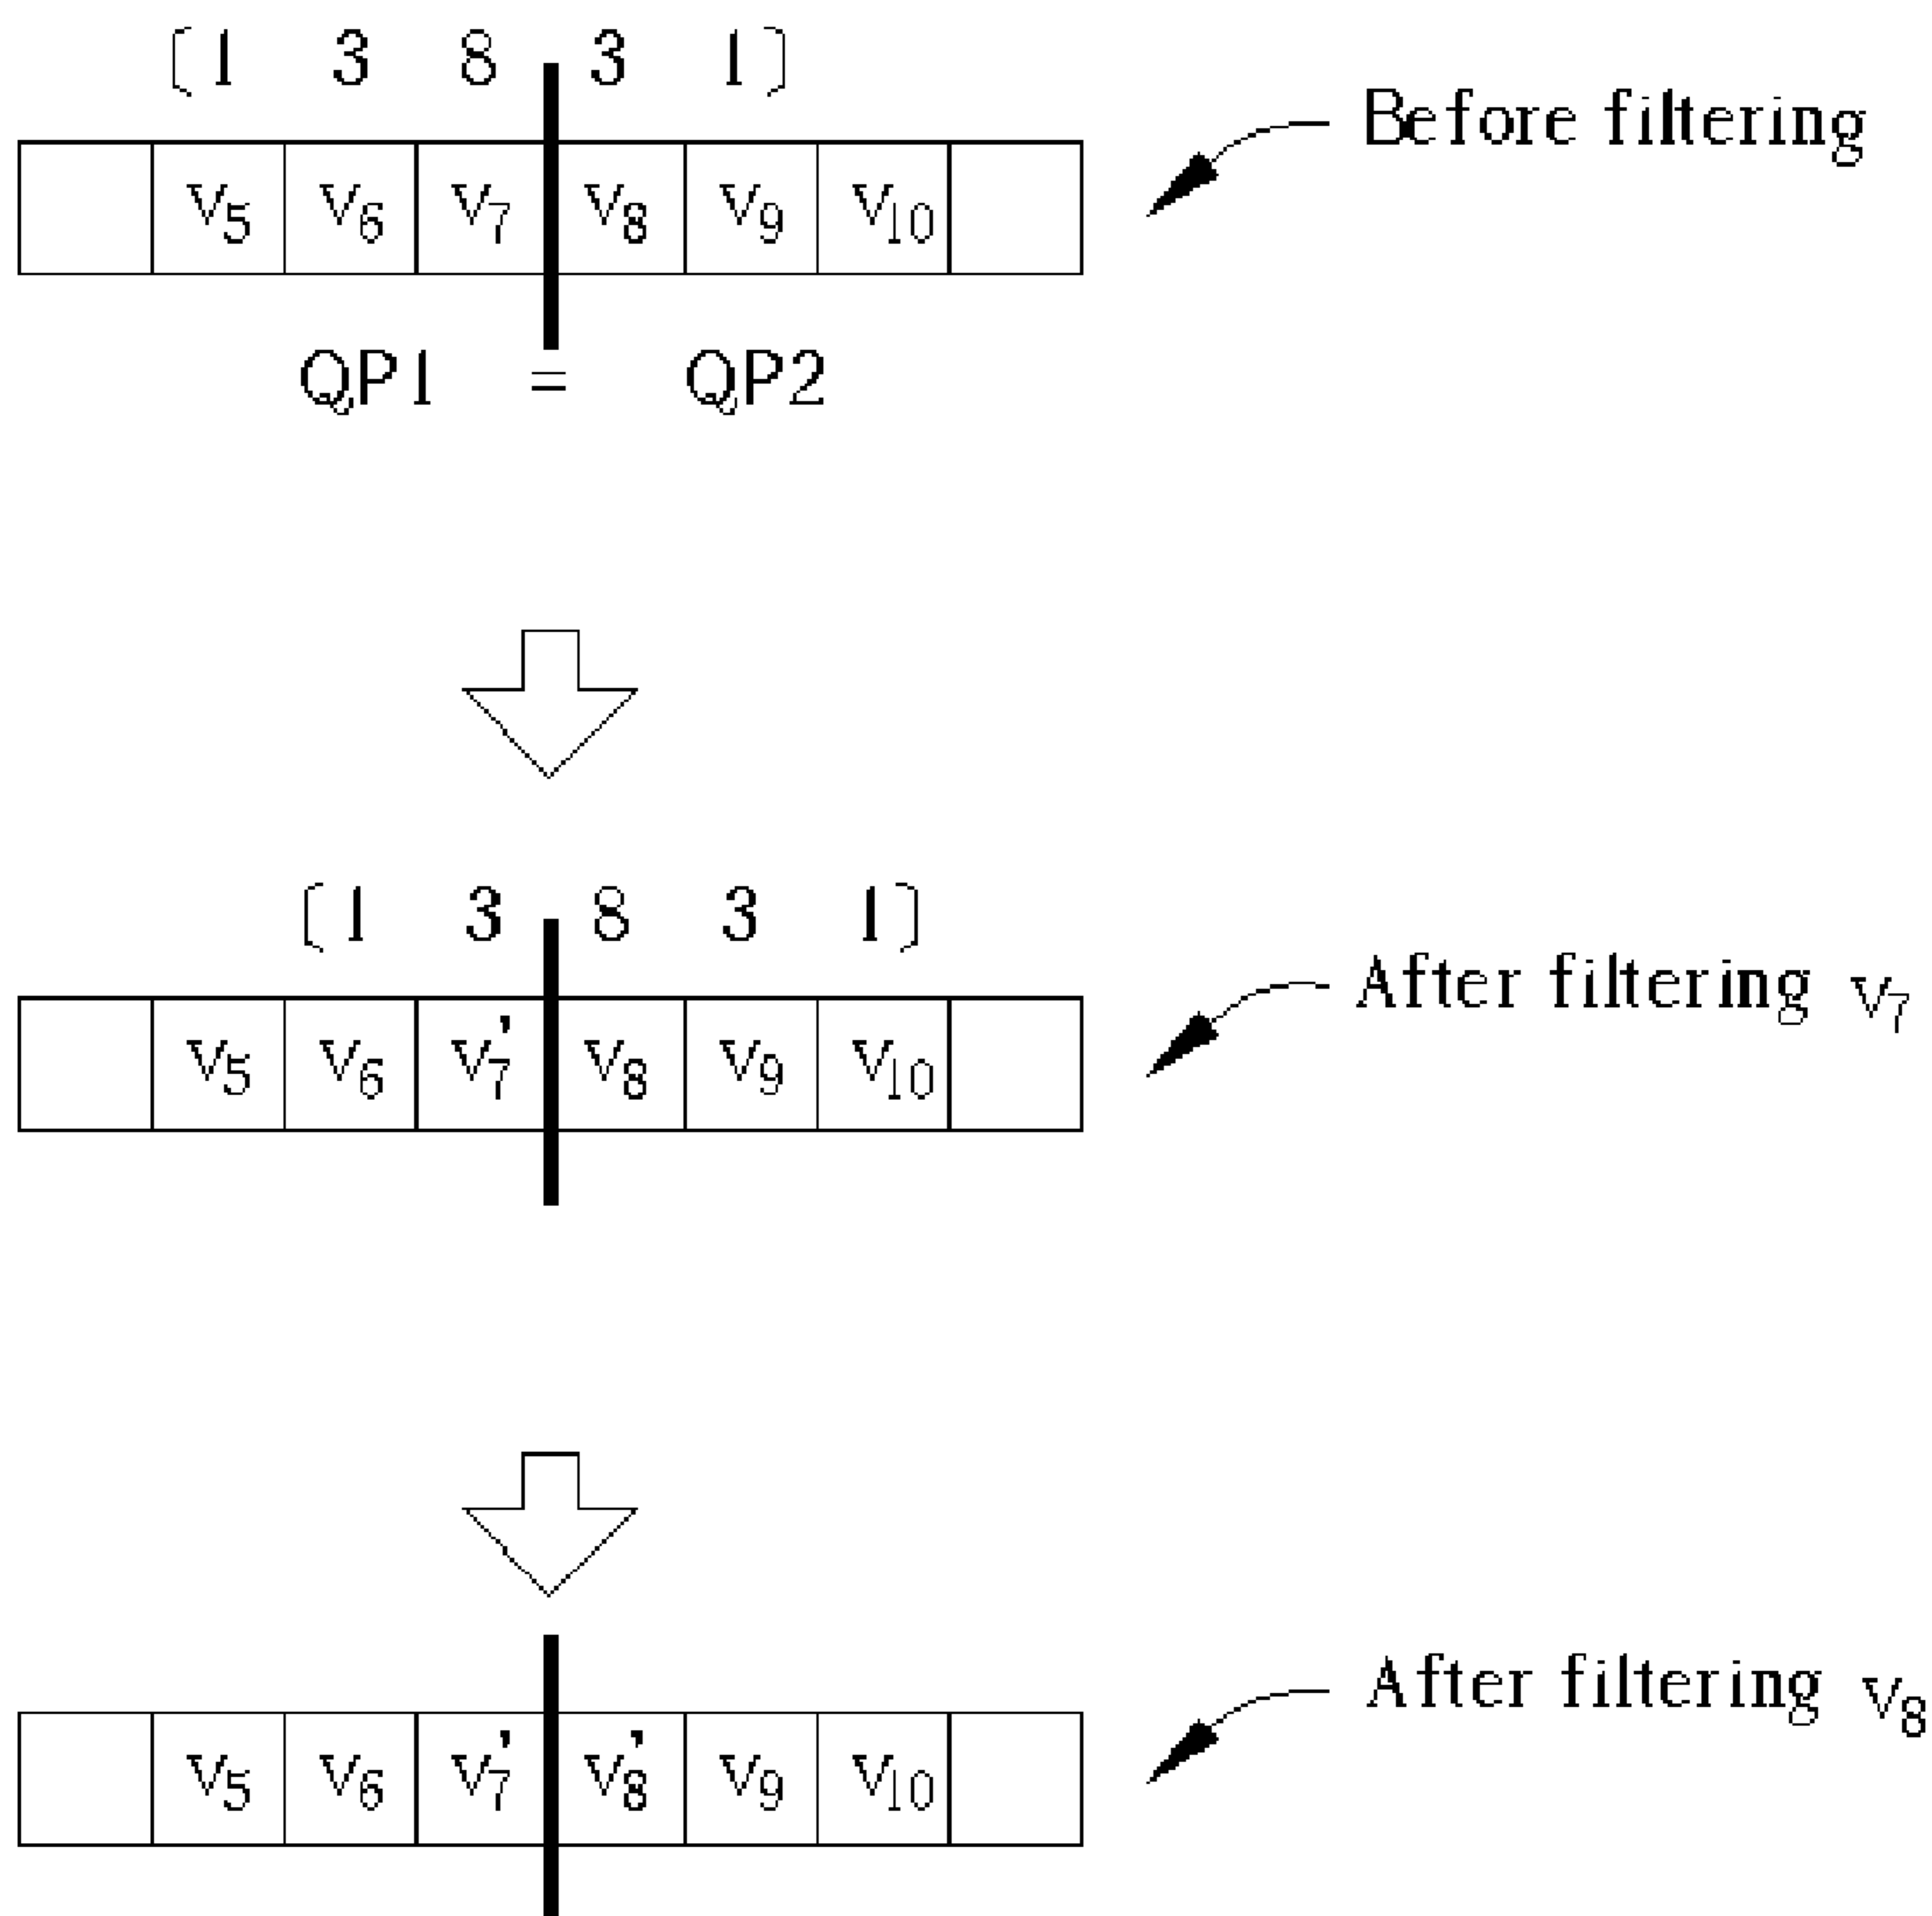 (1 3 8 3 1)
Before filtering
v5 v6 v7 v8 v9 v10
QP1 = QP2
(1 3 8 3 1)
After filtering v7
v5 v6 v7' v8 v9 v10
After filtering v8
v5 v6 v7' v8' v9 v10